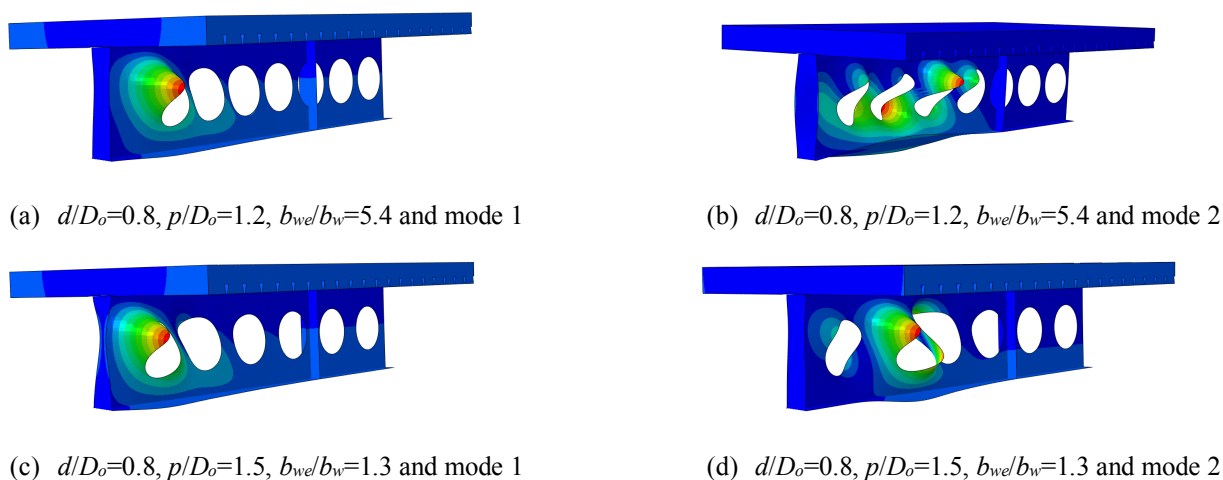 (a) d/Do=0.8, p/Do=1.2, bwe/bw=5.4 and mode 1
(b) d/Do=0.8, p/Do=1.2, bwe/bw=5.4 and mode 2
(c) d/Do=0.8, p/Do=1.5, bwe/bw=1.3 and mode 1
(d) d/Do=0.8, p/Do=1.5, bwe/bw=1.3 and mode 2